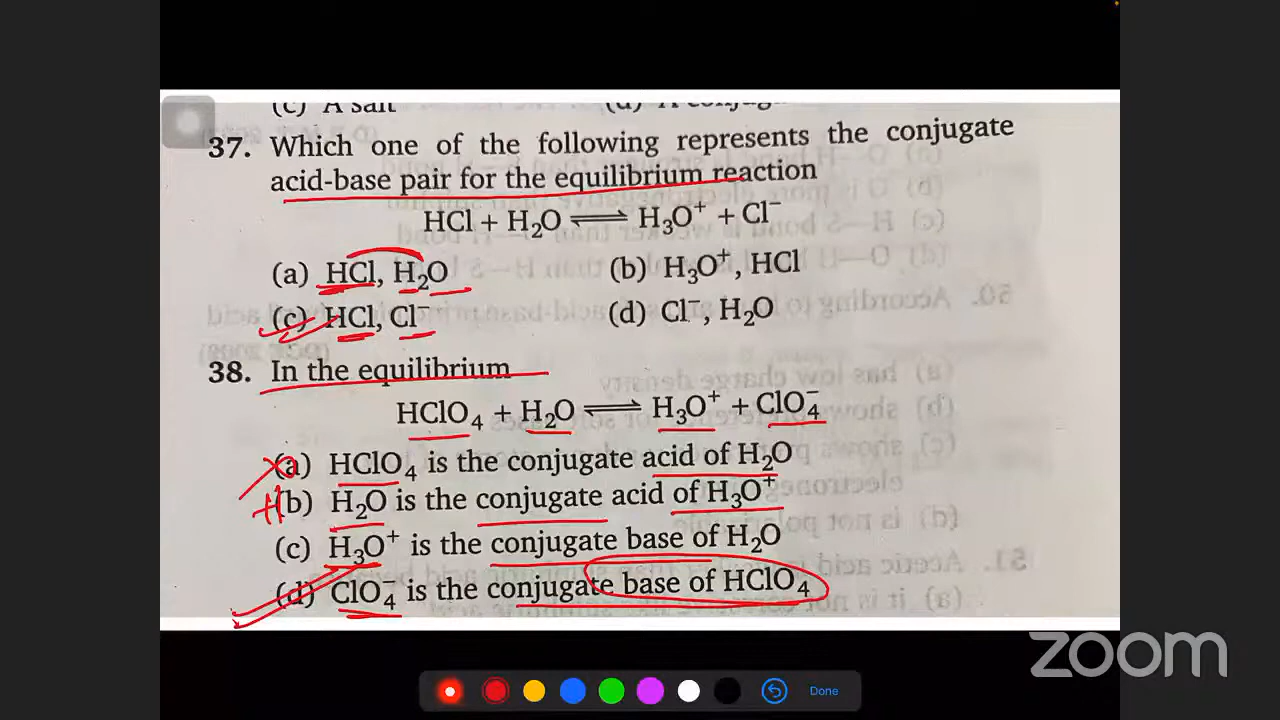 (c) A salt
37. Which one of the following represents the conjugate
acid-base pair for the equilibrium reaction
HCl + H₂O ⇌ H₃O⁺ + Cl⁻
(a) HCl, H₂O (b) H₃O⁺, HCl
(c) HCl, Cl⁻ (d) Cl⁻, H₂O
38. In the equilibrium
HClO₄ + H₂O ⇌ H₃O⁺ + ClO₄⁻
(a) HClO₄ is the conjugate acid of H₂O
(b) H₂O is the conjugate acid of H₃O⁺
(c) H₃O⁺ is the conjugate base of H₂O
(d) ClO₄⁻ is the conjugate base of HClO₄
zoom
Done